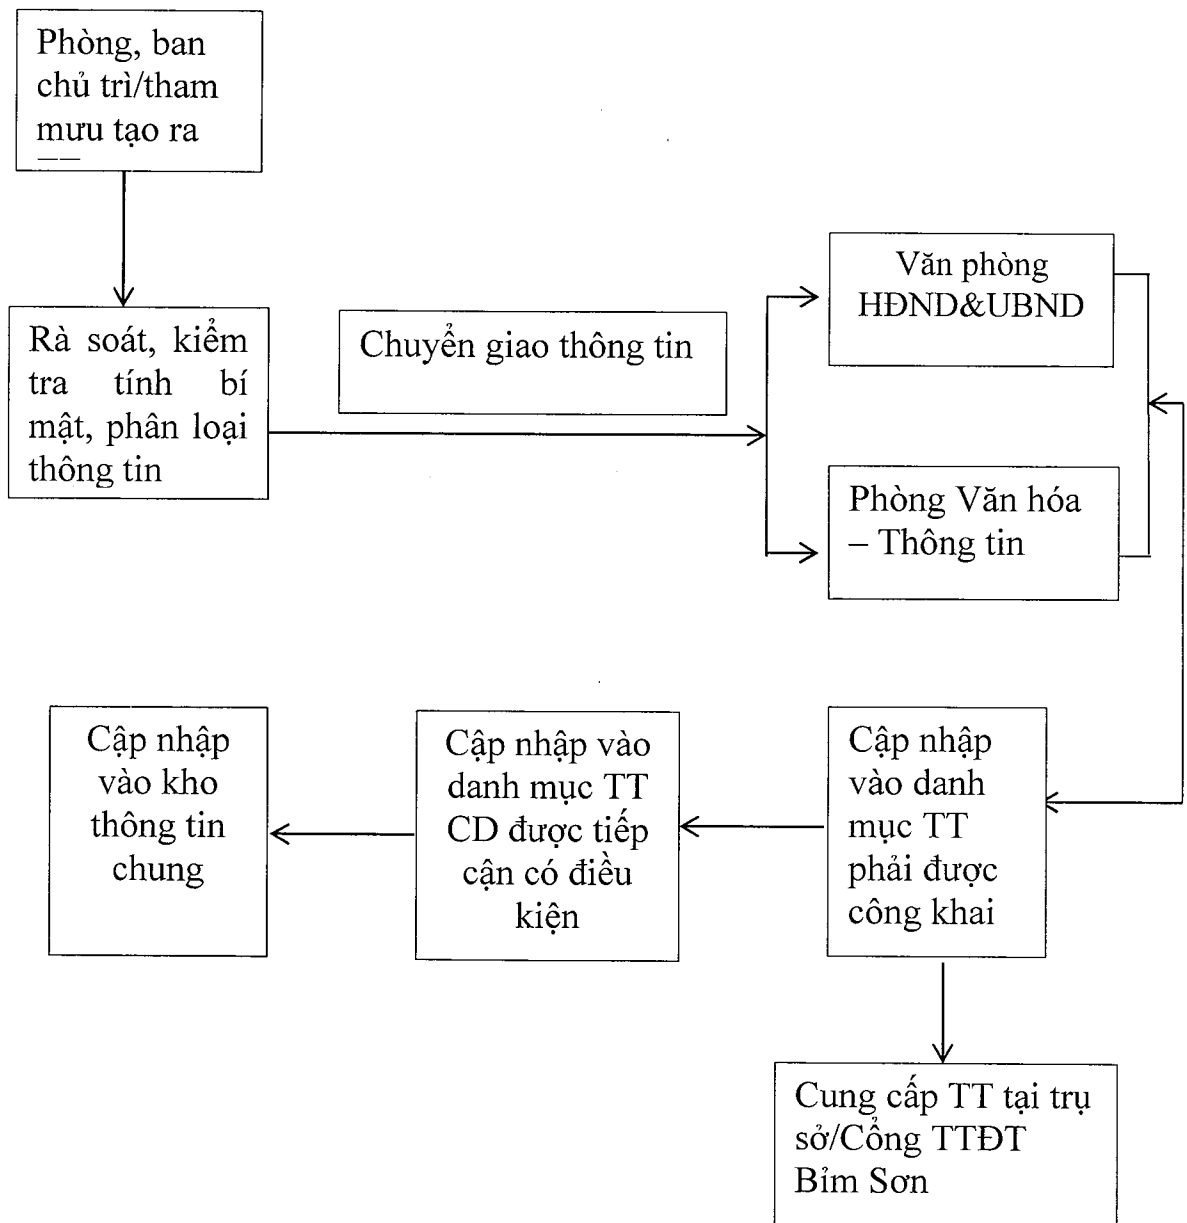 Phòng, ban
chủ trì/tham
mưu tạo ra
Rà soát, kiểm
tra tính bí
mật, phân loại
thông tin
Chuyển giao thông tin
Văn phòng
HĐND&UBND
Phòng Văn hóa
– Thông tin
Cập nhập
vào kho
thông tin
chung
Cập nhập vào
danh mục TT
CD được tiếp
cận có điều
kiện
Cập nhập
vào danh
mục TT
phải được
công khai
Cung cấp TT tại trụ
sở/Cổng TTĐT
Bỉm Sơn